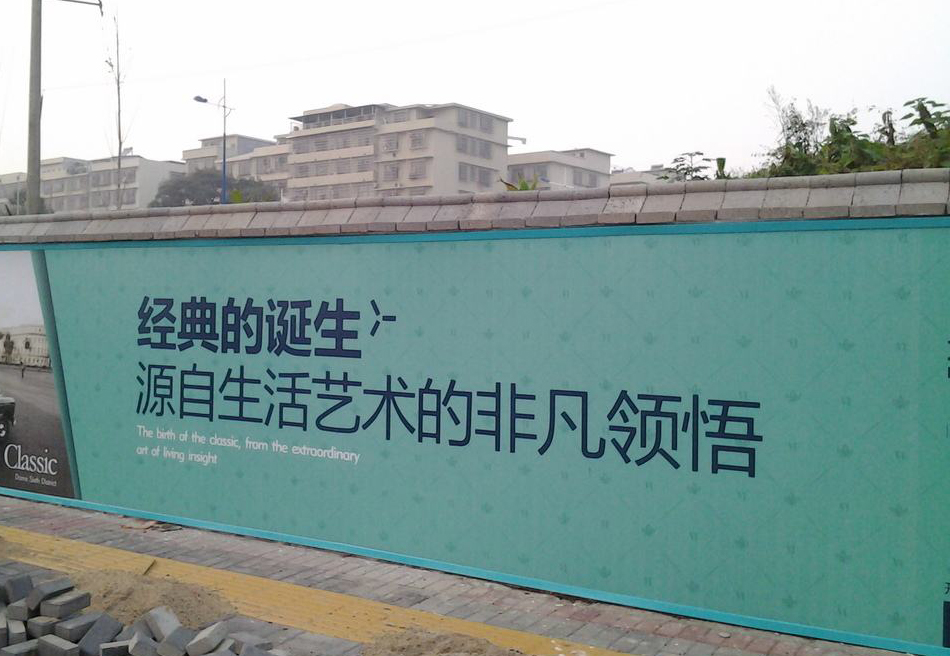 经典的诞生
源自生活艺术的非凡领悟
The birth of the classic, from the extraordinary
art of living insight
Classic